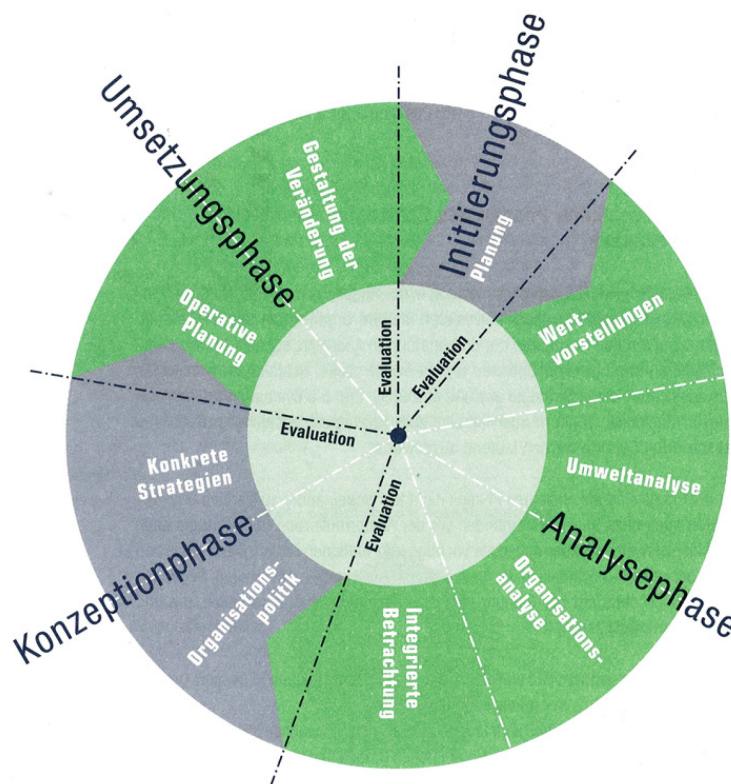 Initiierungsphase
Planung
Analysephase
Wert-
vorstellungen
Umweltanalyse
Organisations-
analyse
Integrierte
Betrachtung
Konzeptionphase
Organisations-
politik
Konkrete
Strategien
Umsetzungsphase
Operative
Planung
Gestaltung der
Veränderung
Evaluation
Evaluation
Evaluation
Evaluation